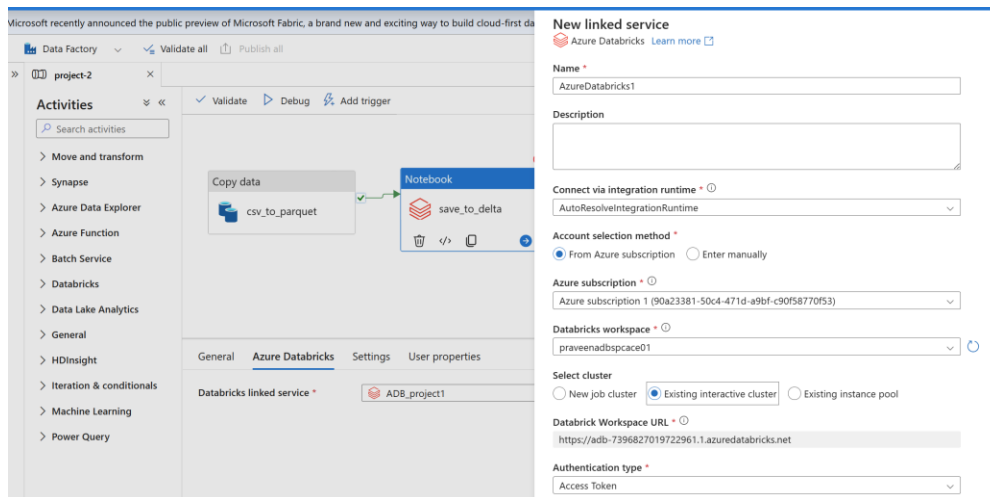 Microsoft recently announced the public preview of Microsoft Fabric, a brand new and exciting way to build cloud-first da
Data Factory
Validate all
Publish all
project-2
Activities
Search activities
Move and transform
Synapse
Azure Data Explorer
Azure Function
Batch Service
Databricks
Data Lake Analytics
General
HDInsight
Iteration & conditionals
Machine Learning
Power Query
Validate
Debug
Add trigger
Copy data
csv_to_parquet
Notebook
save_to_delta
General
Azure Databricks
Settings
User properties
Databricks linked service *
ADB_project1
New linked service
Azure Databricks Learn more
Name *
AzureDatabricks1
Description
Connect via integration runtime *
AutoResolveIntegrationRuntime
Account selection method *
From Azure subscription
Enter manually
Azure subscription *
Azure subscription 1 (90a23381-50c4-471d-a9bf-c90f58770f53)
Databricks workspace *
praveenadbspcace01
Select cluster
New job cluster
Existing interactive cluster
Existing instance pool
Databrick Workspace URL *
https://adb-7396827019722961.1.azuredatabricks.net
Authentication type *
Access Token